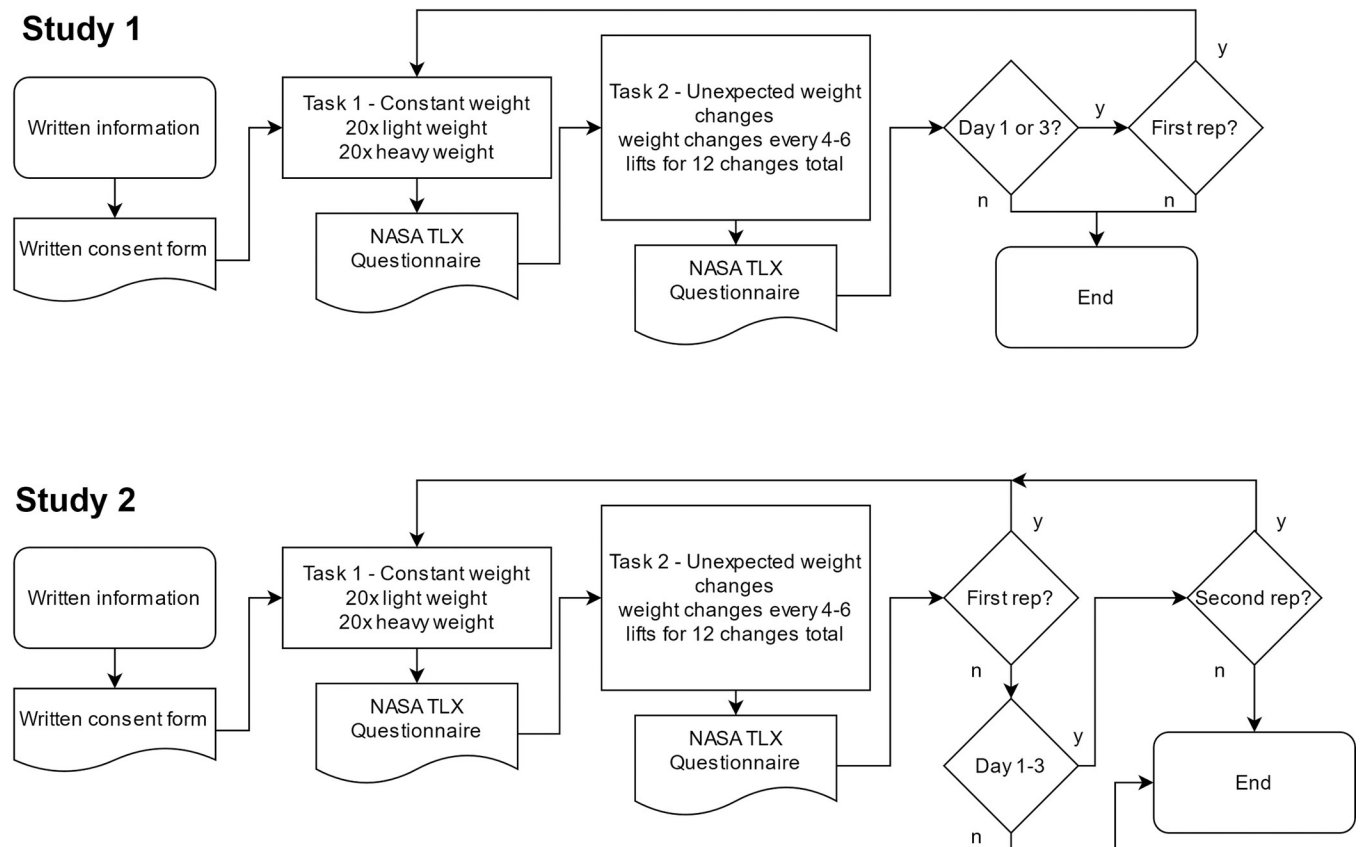 Study 1
Written information
Written consent form
Task 1 - Constant weight
20x light weight
20x heavy weight
NASA TLX
Questionnaire
Task 2 - Unexpected weight
changes
weight changes every 4-6
lifts for 12 changes total
NASA TLX
Questionnaire
Day 1 or 3?
y
n
First rep?
y
n
End
Study 2
Written information
Written consent form
Task 1 - Constant weight
20x light weight
20x heavy weight
NASA TLX
Questionnaire
Task 2 - Unexpected weight
changes
weight changes every 4-6
lifts for 12 changes total
NASA TLX
Questionnaire
First rep?
y
n
Day 1-3
y
n
Second rep?
y
n
End